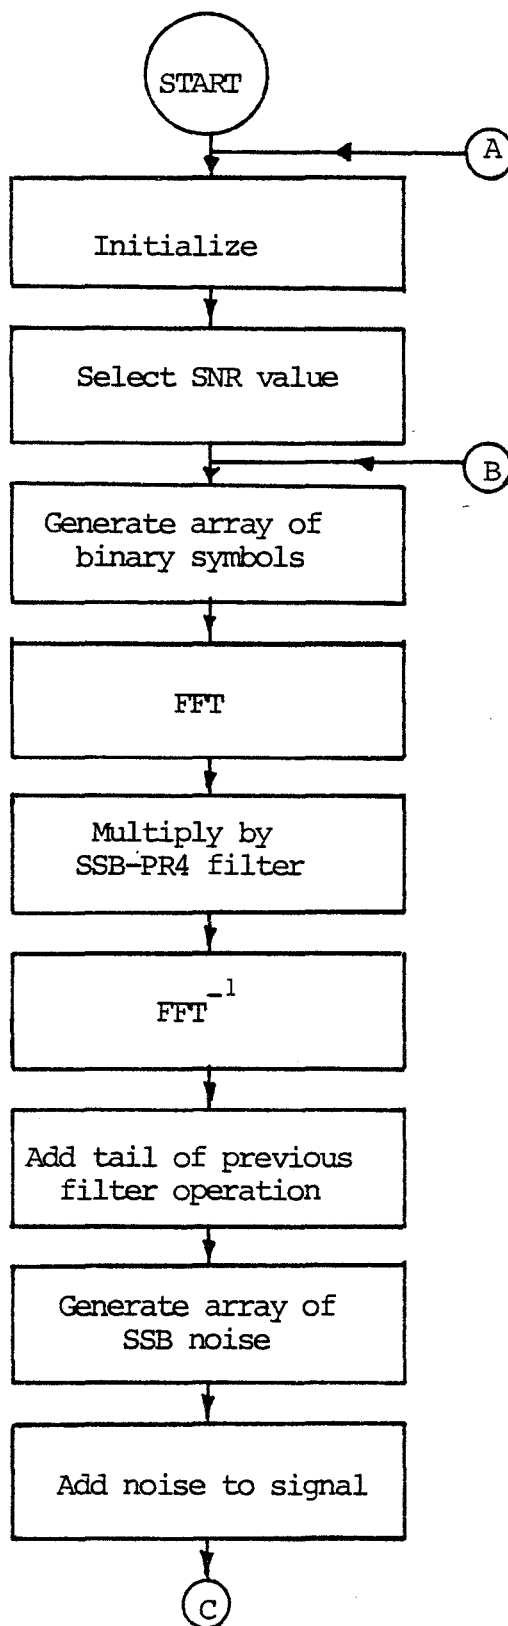 START
A
Initialize
Select SNR value
B
Generate array of
binary symbols
FFT
Multiply by
SSB-PR4 filter
FFT⁻¹
Add tail of previous
filter operation
Generate array of
SSB noise
Add noise to signal
C